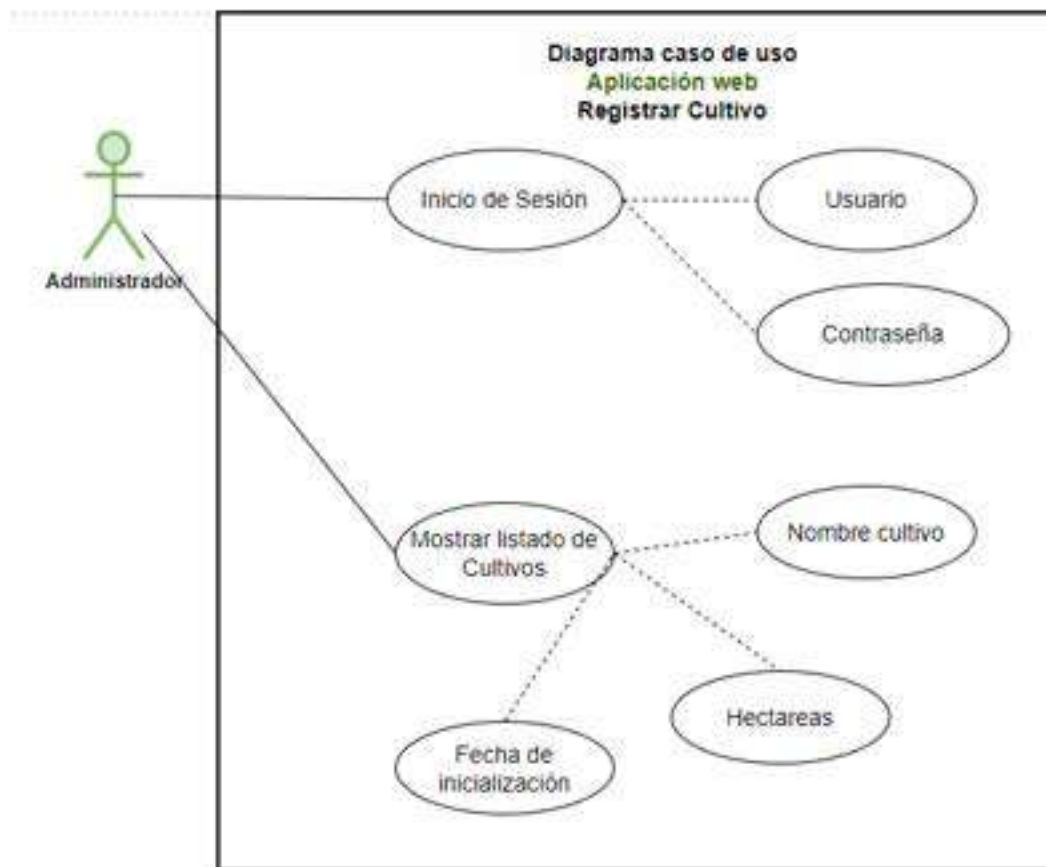 Diagrama caso de uso
Aplicación web
Registrar Cultivo
Inicio de Sesión
Usuario
Administrador
Contraseña
Mostrar listado de
Cultivos
Nombre cultivo
Hectareas
Fecha de
inicialización